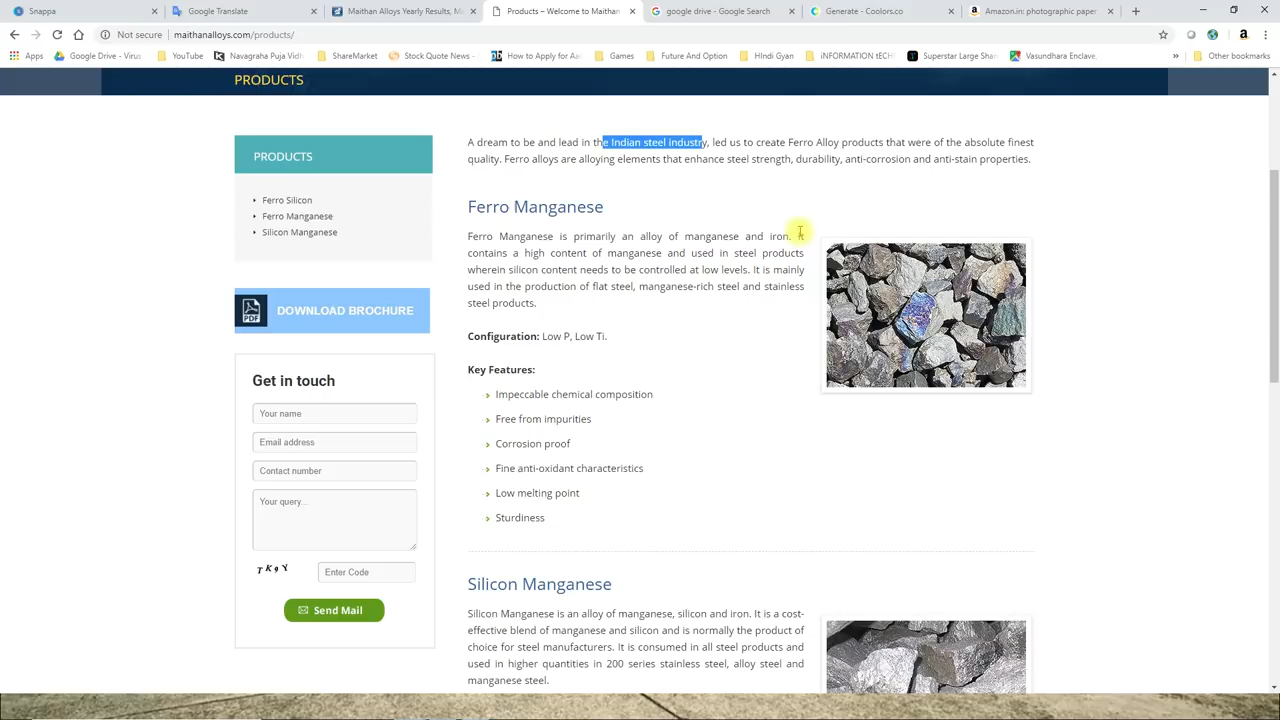 Snappa
Google Translate
Maithan Alloys Yearly Results, M
Products – Welcome to Maithan
google drive - Google Search
Generate - Coolors.co
Amazon.in: photographic paper
Not secure | maithanalloys.com/products/
Apps
Google Drive - Virus
YouTube
Navagraha Puja Vidh
ShareMarket
Stock Quote News -
How to Apply for Aa
Games
Future And Option
HIndi Gyan
iNFORMATION tECH
Superstar Large Shar
Vasundhara Enclave,
»
Other bookmarks
PRODUCTS
PRODUCTS
Ferro Silicon
Ferro Manganese
Silicon Manganese
PDF
DOWNLOAD BROCHURE
Get in touch
Your name
Email address
Contact number
Your query...
T K 9 Y
Enter Code
Send Mail
A dream to be and lead in the Indian steel industry, led us to create Ferro Alloy products that were of the absolute finest
quality. Ferro alloys are alloying elements that enhance steel strength, durability, anti-corrosion and anti-stain properties.
Ferro Manganese
Ferro Manganese is primarily an alloy of manganese and iron. It
contains a high content of manganese and used in steel products
wherein silicon content needs to be controlled at low levels. It is mainly
used in the production of flat steel, manganese-rich steel and stainless
steel products.
Configuration: Low P, Low Ti.
Key Features:
Impeccable chemical composition
Free from impurities
Corrosion proof
Fine anti-oxidant characteristics
Low melting point
Sturdiness
Silicon Manganese
Silicon Manganese is an alloy of manganese, silicon and iron. It is a cost-
effective blend of manganese and silicon and is normally the product of
choice for steel manufacturers. It is consumed in all steel products and
used in higher quantities in 200 series stainless steel, alloy steel and
manganese steel.